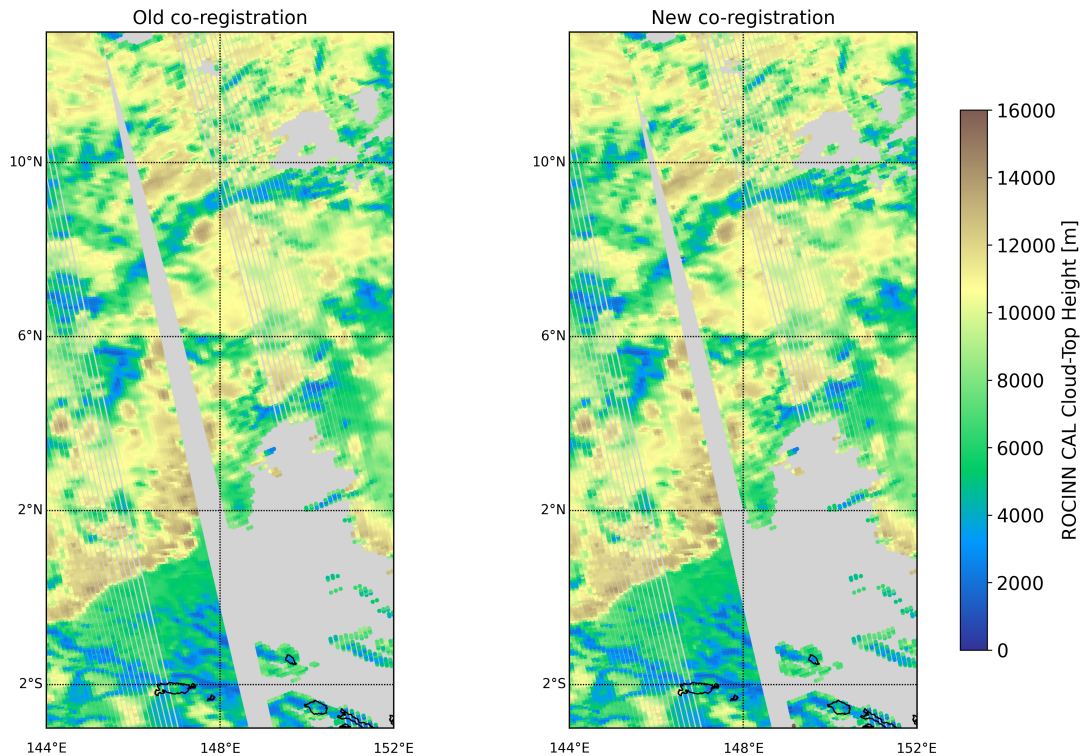 Old co-registration
New co-registration
10°N
6°N
2°N
2°S
144°E
148°E
152°E
10°N
6°N
2°N
2°S
144°E
148°E
152°E
16000
14000
12000
10000
8000
6000
4000
2000
0
ROCINN CAL Cloud-Top Height [m]